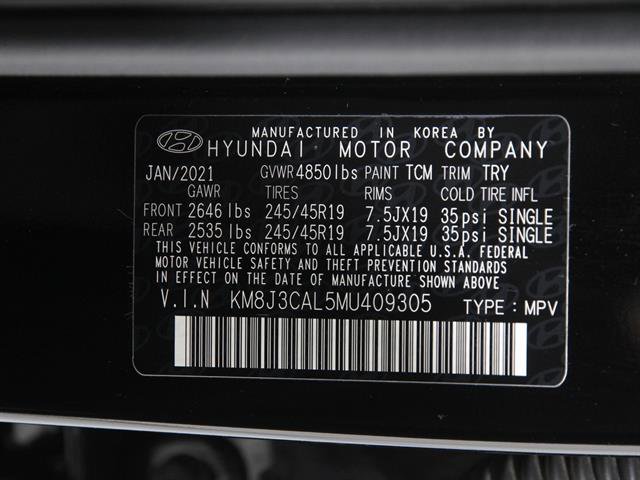 MANUFACTURED IN KOREA BY
HYUNDAI MOTOR COMPANY
JAN/2021 GVWR 4850lbs PAINT TCM TRIM TRY
GAWR TIRES RIMS COLD TIRE INFL
FRONT 2646 lbs 245/45R19 7.5JX19 35psi SINGLE
REAR 2535 lbs 245/45R19 7.5JX19 35psi SINGLE
THIS VEHICLE CONFORMS TO ALL APPLICABLE U.S.A. FEDERAL
MOTOR VEHICLE SAFETY AND THEFT PREVENTION STANDARDS
IN EFFECT ON THE DATE OF MANUFACTURE SHOWN ABOVE
V.I.N KM8J3CAL5MU409305 TYPE : MPV